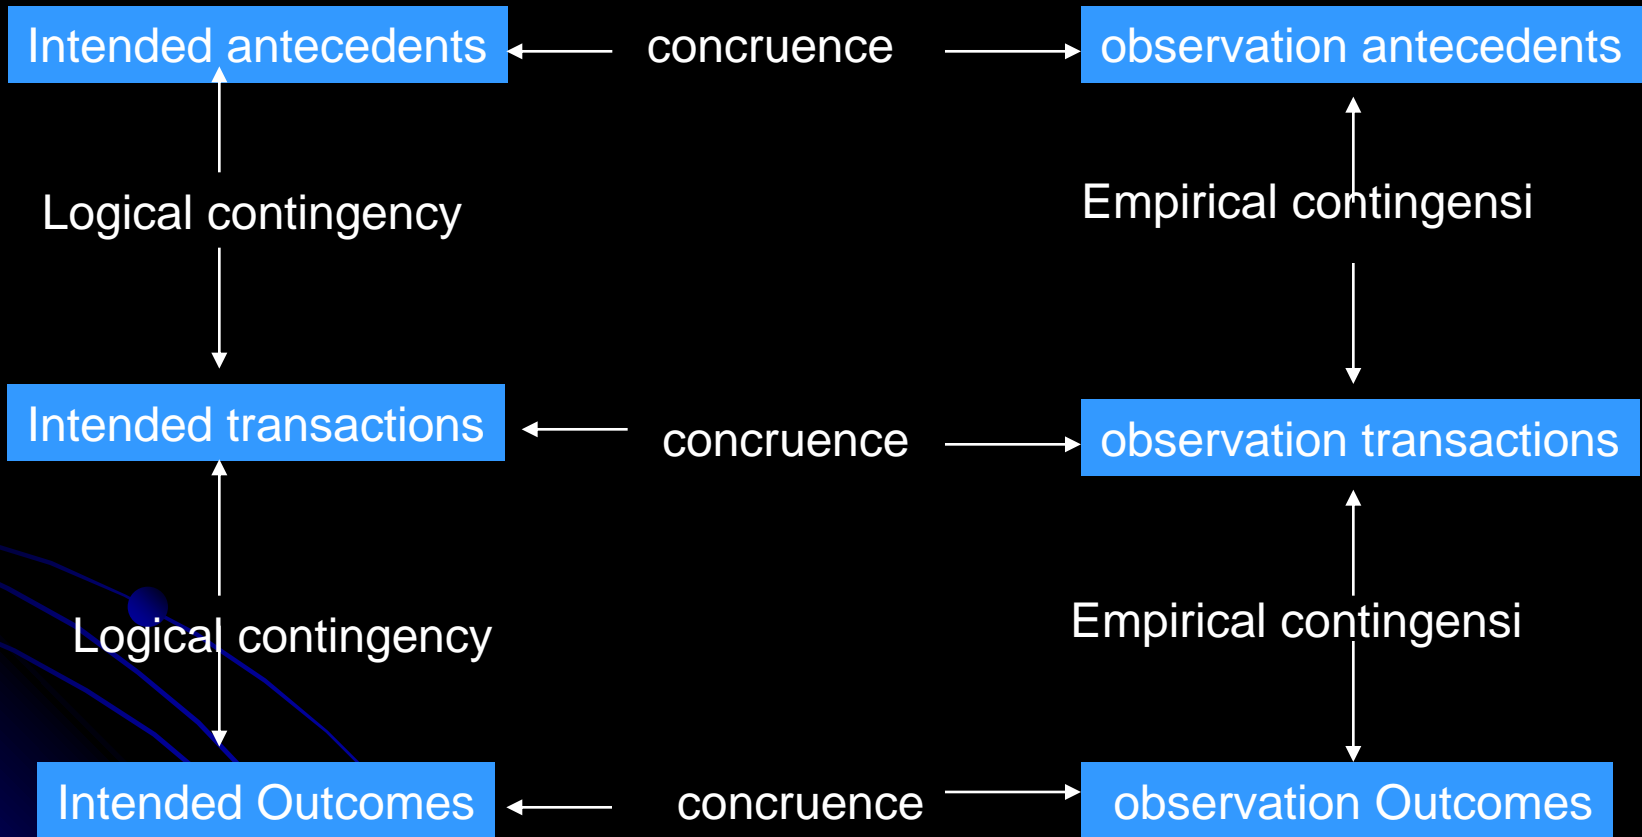 Intended antecedents
concruence
observation antecedents
Logical contingency
Empirical contingensi
Intended transactions
concruence
observation transactions
Logical contingency
Empirical contingensi
Intended Outcomes
concruence
observation Outcomes